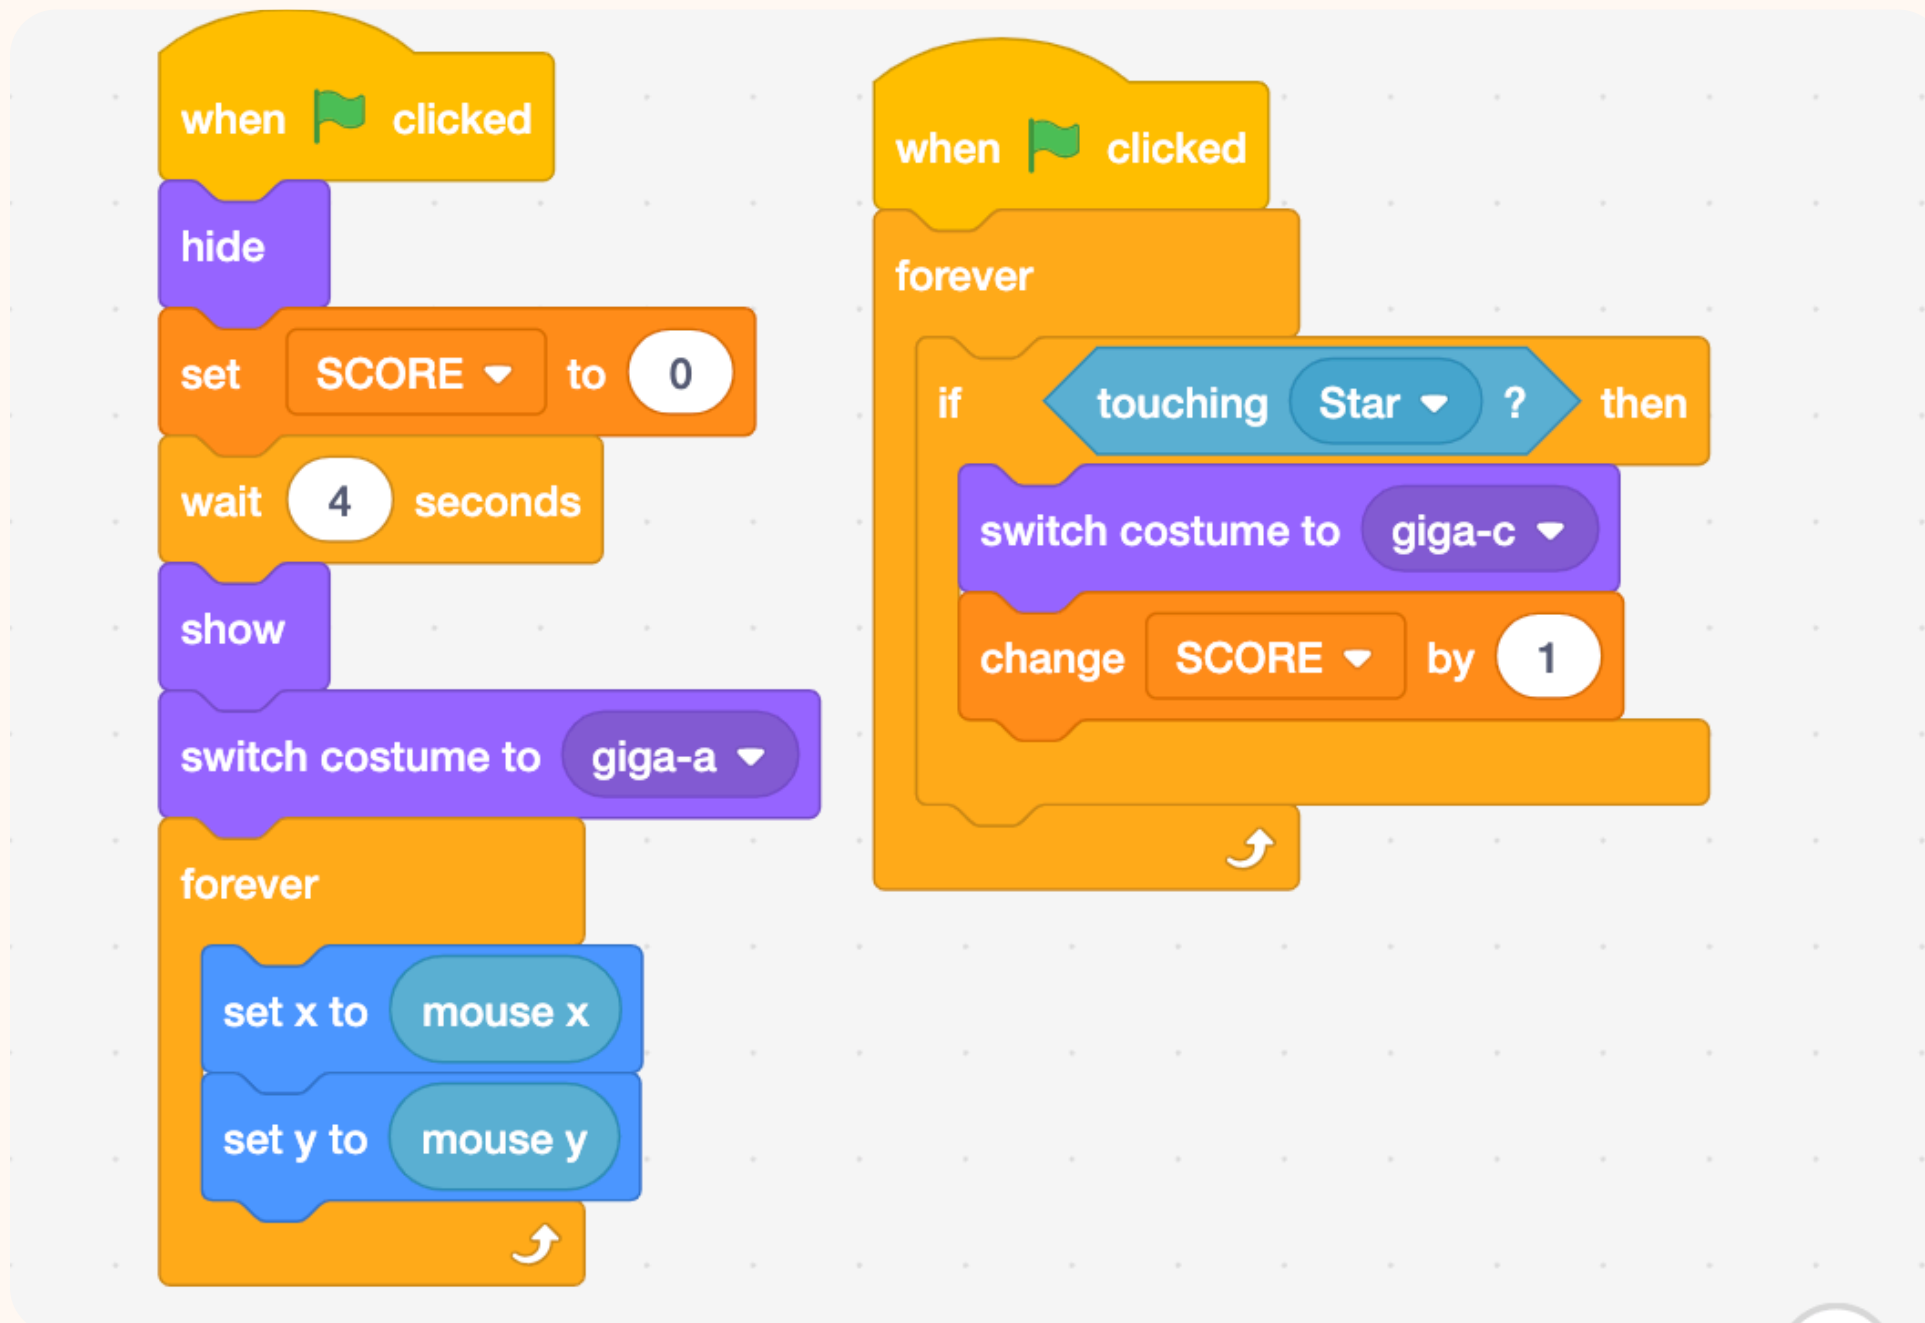 when clicked
hide
set SCORE to 0
wait 4 seconds
show
switch costume to giga-a
forever
set x to mouse x
set y to mouse y
when clicked
forever
if touching Star ? then
switch costume to giga-c
change SCORE by 1